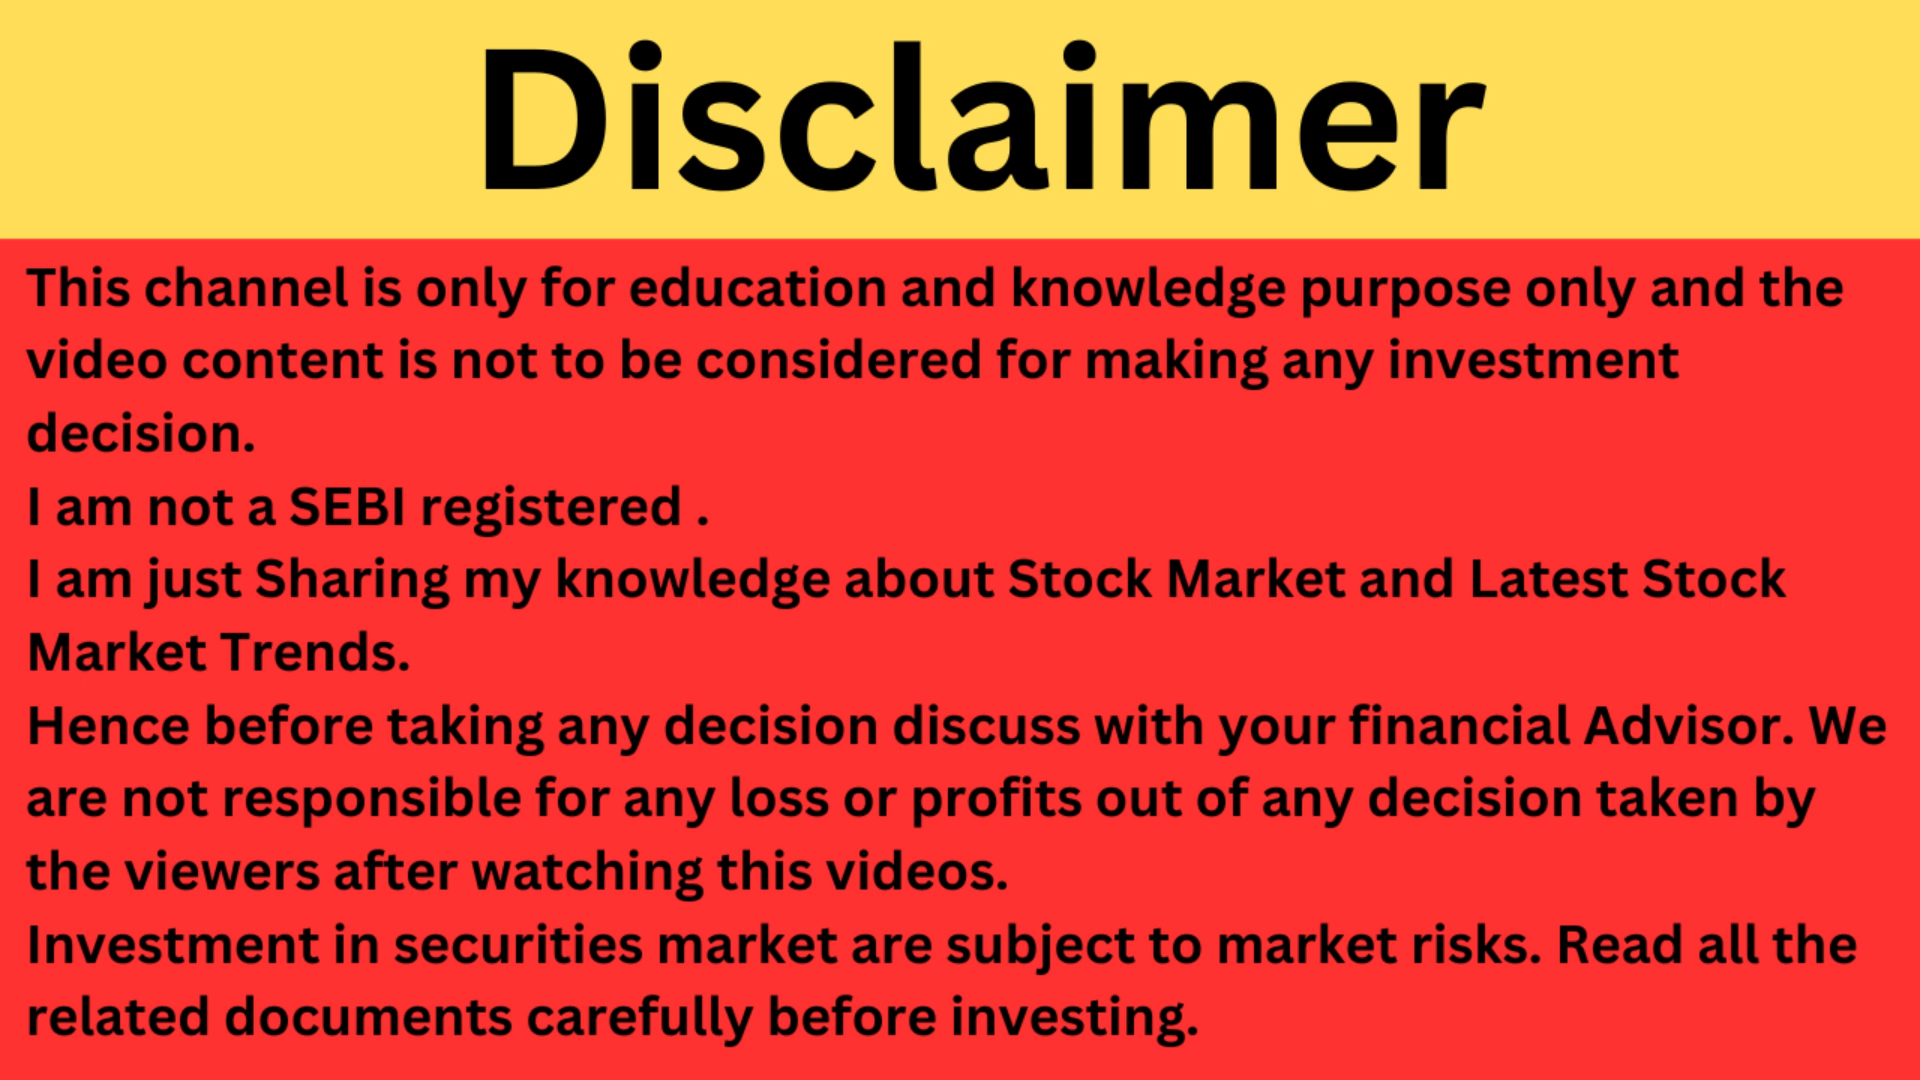 Disclaimer
This channel is only for education and knowledge purpose only and the
video content is not to be considered for making any investment
decision.
I am not a SEBI registered .
I am just Sharing my knowledge about Stock Market and Latest Stock
Market Trends.
Hence before taking any decision discuss with your financial Advisor. We
are not responsible for any loss or profits out of any decision taken by
the viewers after watching this videos.
Investment in securities market are subject to market risks. Read all the
related documents carefully before investing.